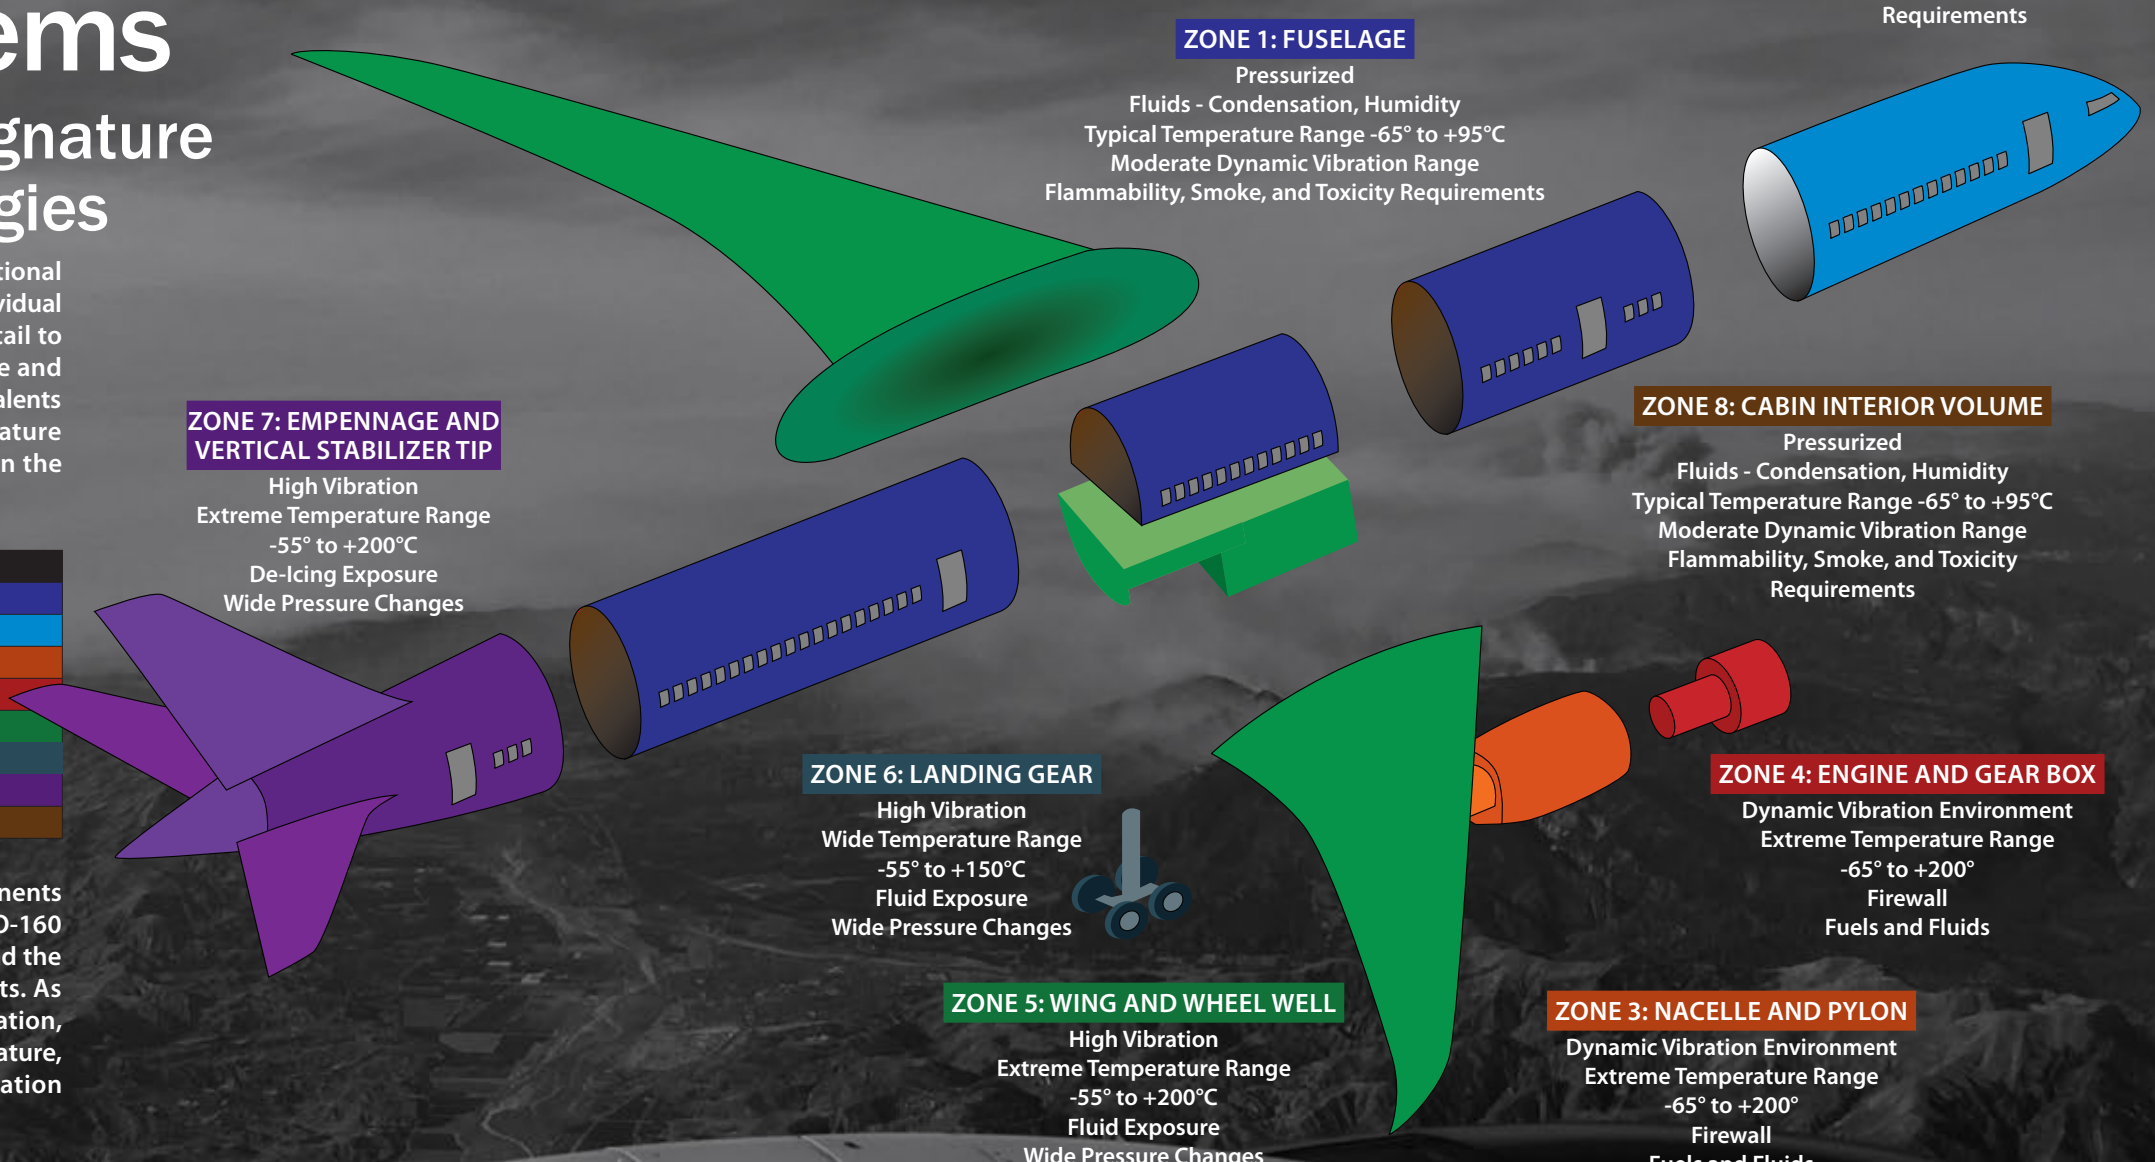 ems
gnature
gies
tional
vidual
tail to
e and
alents
ature
n the
nents
O-160
d the
ts. As
ation,
ature,
ation
Requirements
ZONE 1: FUSELAGE
Pressurized
Fluids - Condensation, Humidity
Typical Temperature Range -65° to +95°C
Moderate Dynamic Vibration Range
Flammability, Smoke, and Toxicity Requirements
ZONE 7: EMPENNAGE AND
VERTICAL STABILIZER TIP
High Vibration
Extreme Temperature Range
-55° to +200°C
De-Icing Exposure
Wide Pressure Changes
ZONE 8: CABIN INTERIOR VOLUME
Pressurized
Fluids - Condensation, Humidity
Typical Temperature Range -65° to +95°C
Moderate Dynamic Vibration Range
Flammability, Smoke, and Toxicity
Requirements
ZONE 6: LANDING GEAR
High Vibration
Wide Temperature Range
-55° to +150°C
Fluid Exposure
Wide Pressure Changes
ZONE 4: ENGINE AND GEAR BOX
Dynamic Vibration Environment
Extreme Temperature Range
-65° to +200°
Firewall
Fuels and Fluids
ZONE 5: WING AND WHEEL WELL
High Vibration
Extreme Temperature Range
-55° to +200°C
Fluid Exposure
Wide Pressure Changes
ZONE 3: NACELLE AND PYLON
Dynamic Vibration Environment
Extreme Temperature Range
-65° to +200°
Firewall
Fuels and Fluids